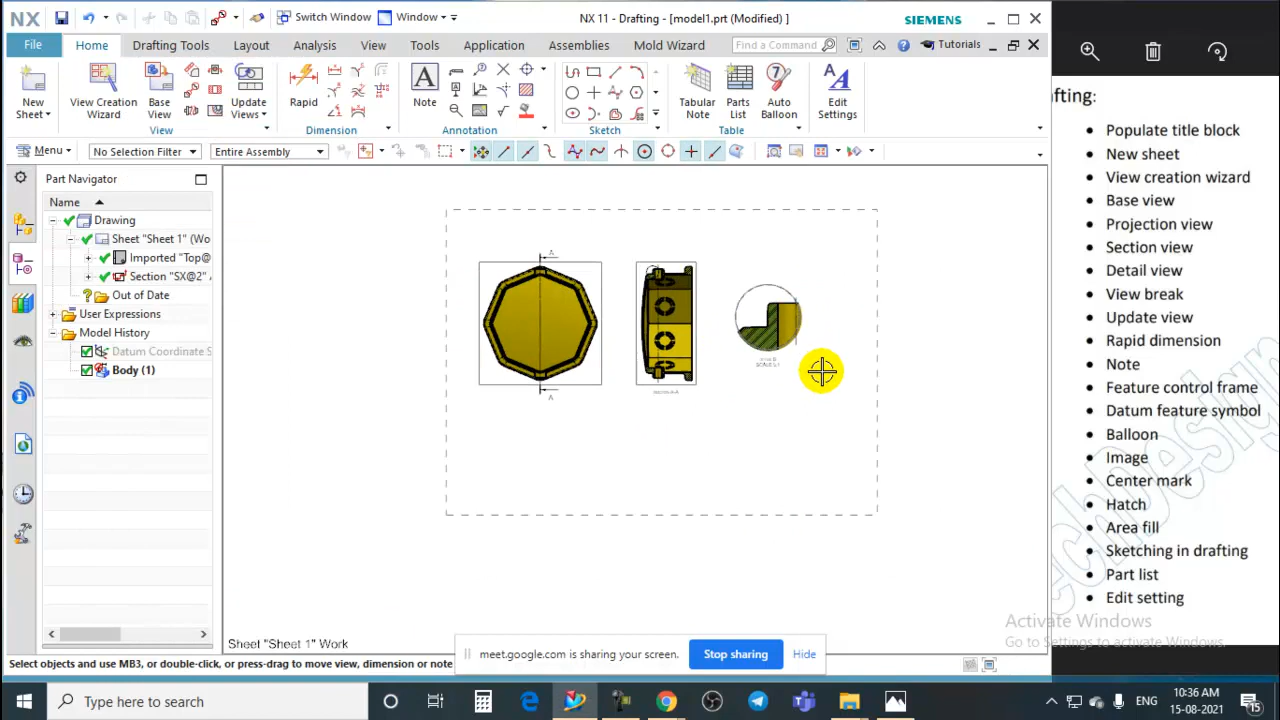 NX
Switch Window
Window
NX 11 - Drafting - [model1.prt (Modified) ]
SIEMENS
File
Home
Drafting Tools
Layout
Analysis
View
Tools
Application
Assemblies
Mold Wizard
Find a Command
Tutorials
New
Sheet
View Creation
Wizard
Base
View
Update
Views
View
Rapid
Dimension
Note
Annotation
Sketch
Tabular
Note
Parts
List
Auto
Balloon
Table
Edit
Settings
Menu
No Selection Filter
Entire Assembly
Part Navigator
Name
Drawing
Sheet "Sheet 1" (Wo
Imported "Top@
Section "SX@2"
Out of Date
User Expressions
Model History
Datum Coordinate S
Body (1)
A
A
SECTION A-A
Sheet "Sheet 1" Work
Select objects and use MB3, or double-click, or press-drag to move view, dimension or note
meet.google.com is sharing your screen.
Stop sharing
Hide
fting:
• Populate title block
• New sheet
• View creation wizard
• Base view
• Projection view
• Section view
• Detail view
• View break
• Update view
• Rapid dimension
• Note
• Feature control frame
• Datum feature symbol
• Balloon
• Image
• Center mark
• Hatch
• Area fill
• Sketching in drafting
• Part list
• Edit setting
echDesign
Activate Windows
Go to Settings to activate Windows.
Type here to search
ENG
10:36 AM
15-08-2021
15